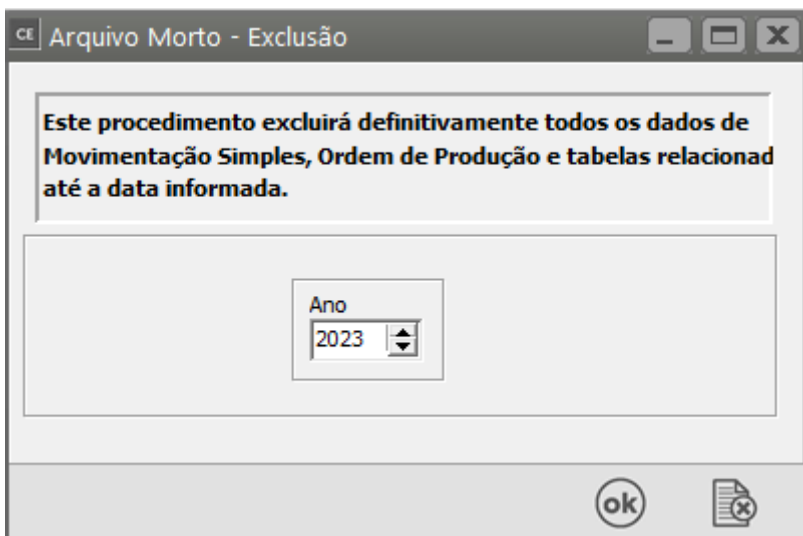 CE Arquivo Morto - Exclusão
Este procedimento excluirá definitivamente todos os dados de
Movimentação Simples, Ordem de Produção e tabelas relacionad
até a data informada.
Ano
2023
ok